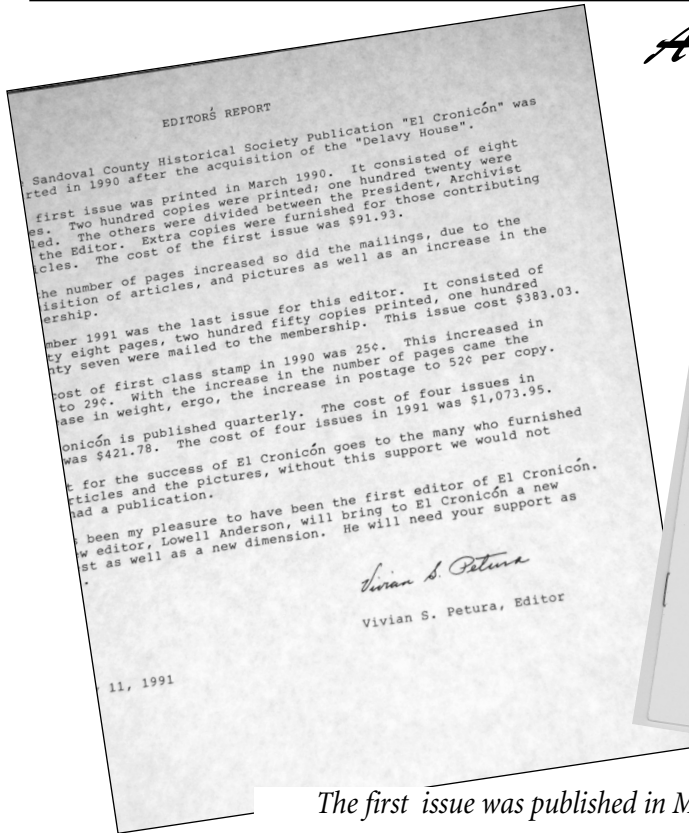 A
EDITOR'S REPORT
Sandoval County Historical Society Publication "El Cronicón" was
rted in 1990 after the acquisition of the "Delavy House".
first issue was printed in March 1990. It consisted of eight
es. Two hundred copies were printed; one hundred twenty were
led. The others were divided between the President, Archivist
the Editor. Extra copies were furnished for those contributing
icles. The cost of the first issue was $91.93.
he number of pages increased so did the mailings, due to the
isition of articles, and pictures as well as an increase in the
ership.
mber 1991 was the last issue for this editor. It consisted of
ty eight pages, two hundred fifty copies printed, one hundred
nty seven were mailed to the membership. This issue cost $383.03.
cost of first class stamp in 1990 was 25¢. This increased in
to 29¢. With the increase in the number of pages came the
ase in weight, ergo, the increase in postage to 52¢ per copy.
onicón is published quarterly. The cost of four issues in
was $421.78. The cost of four issues in 1991 was $1,073.95.
t for the success of El Cronicón goes to the many who furnished
rticles and the pictures, without this support we would not
had a publication.
been my pleasure to have been the first editor of El Cronicón.
w editor, Lowell Anderson, will bring to El Cronicón a new
st as well as a new dimension. He will need your support as
.
Vivian S. Petura
Vivian S. Petura, Editor
11, 1991
The first issue was published in M